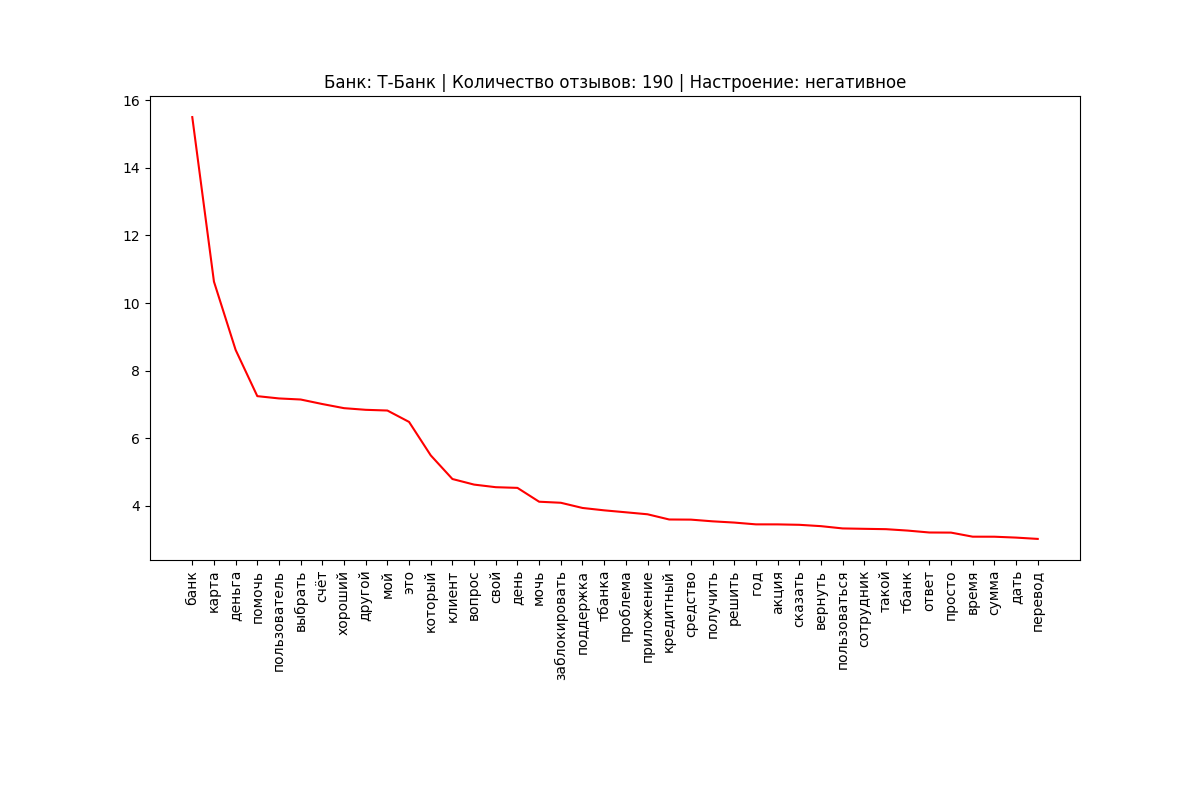 Банк: Т-Банк | Количество отзывов: 190 | Настроение: негативное
16
14
12
10
8
6
4
банк
карта
деньга
помочь
пользователь
выбрать
счёт
хороший
другой
мой
это
который
клиент
вопрос
свой
день
мочь
заблокировать
поддержка
тбанка
проблема
приложение
кредитный
средство
получить
решить
год
акция
сказать
вернуть
пользоваться
сотрудник
такой
тбанк
ответ
просто
время
сумма
дать
перевод